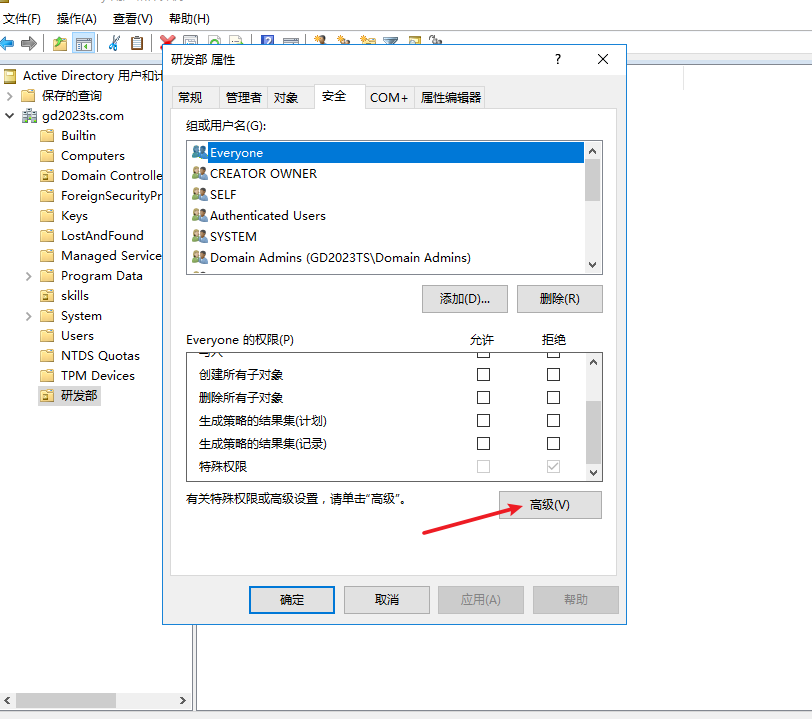 文件(F) 操作(A) 查看(V) 帮助(H)
Active Directory 用户和计
保存的查询
gd2023ts.com
Builtin
Computers
Domain Controlle
ForeignSecurityPr
Keys
LostAndFound
Managed Service
Program Data
skills
System
Users
NTDS Quotas
TPM Devices
研发部
研发部 属性
?
常规 管理者 对象 安全 COM+ 属性编辑器
组或用户名(G):
Everyone
CREATOR OWNER
SELF
Authenticated Users
SYSTEM
Domain Admins (GD2023TS\Domain Admins)
添加(D)... 删除(R)
Everyone 的权限(P) 允许 拒绝
创建所有子对象
删除所有子对象
生成策略的结果集(计划)
生成策略的结果集(记录)
特殊权限
有关特殊权限或高级设置，请单击“高级”。
高级(V)
确定 取消 应用(A) 帮助